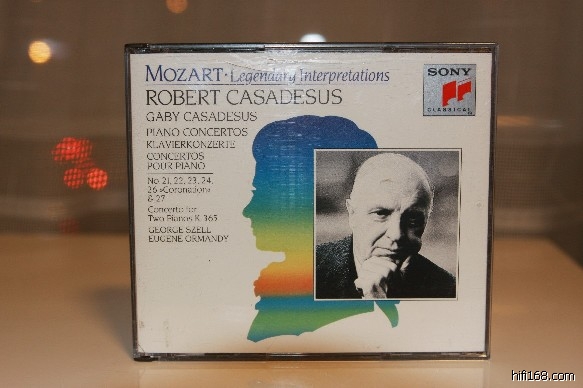 MOZART · Legendary Interpretations
ROBERT CASADESUS
GABY CASADESUS
PIANO CONCERTOS
KLAVIERKONZERTE
CONCERTOS
POUR PIANO
No. 21, 22, 23, 24,
26 »Coronation«
& 27
Concerto for
Two Pianos K. 365
GEORGE SZELL
EUGENE ORMANDY
SONY
CLASSICAL
hifi168.com